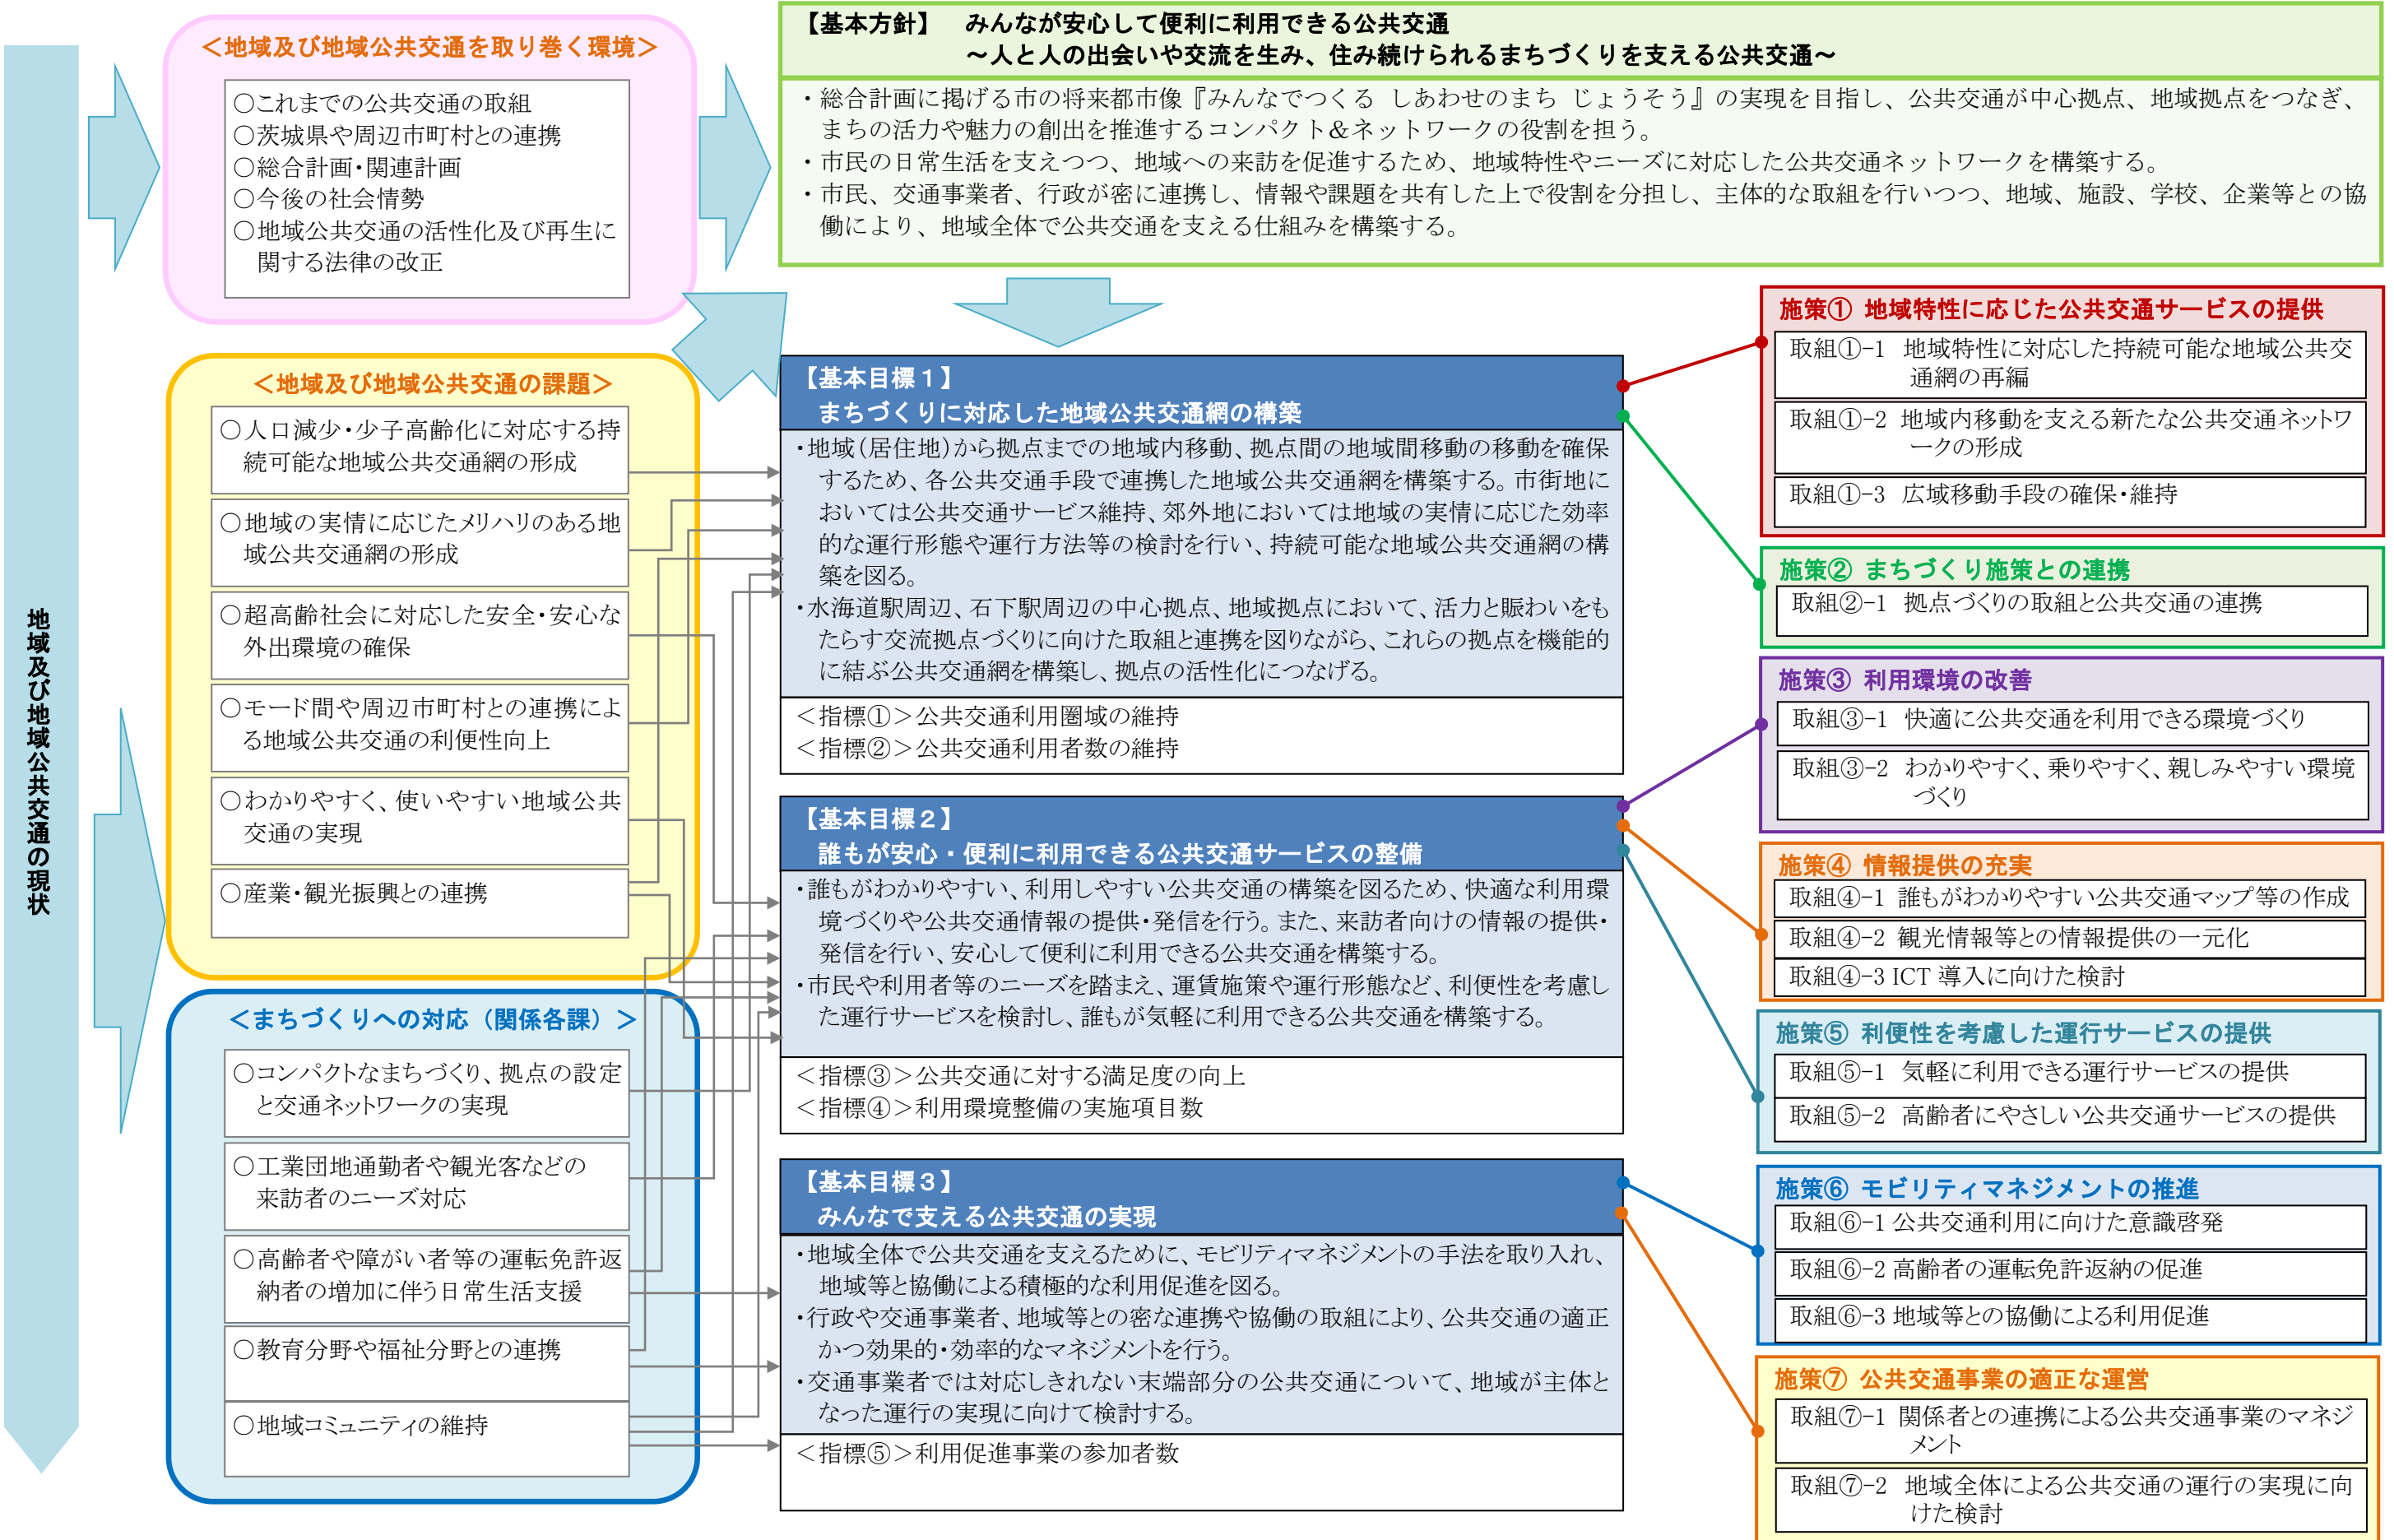 地域及び地域公共交通の現状
＜地域及び地域公共交通を取り巻く環境＞
○これまでの公共交通の取組
○茨城県や周辺市町村との連携
○総合計画・関連計画
○今後の社会情勢
○地域公共交通の活性化及び再生に
関する法律の改正
＜地域及び地域公共交通の課題＞
○人口減少・少子高齢化に対応する持
続可能な地域公共交通網の形成
○地域の実情に応じたメリハリのある地
域公共交通網の形成
○超高齢社会に対応した安全・安心な
外出環境の確保
○モード間や周辺市町村との連携によ
る地域公共交通の利便性向上
○わかりやすく、使いやすい地域公共
交通の実現
○産業・観光振興との連携
＜まちづくりへの対応（関係各課）＞
○コンパクトなまちづくり、拠点の設定
と交通ネットワークの実現
○工業団地通勤者や観光客などの
来訪者のニーズ対応
○高齢者や障がい者等の運転免許返
納者の増加に伴う日常生活支援
○教育分野や福祉分野との連携
○地域コミュニティの維持
【基本方針】　みんなが安心して便利に利用できる公共交通
～人と人の出会いや交流を生み、住み続けられるまちづくりを支える公共交通～
・総合計画に掲げる市の将来都市像『みんなでつくる しあわせのまち じょうそう』の実現を目指し、公共交通が中心拠点、地域拠点をつなぎ、
まちの活力や魅力の創出を推進するコンパクト＆ネットワークの役割を担う。
・市民の日常生活を支えつつ、地域への来訪を促進するため、地域特性やニーズに対応した公共交通ネットワークを構築する。
・市民、交通事業者、行政が密に連携し、情報や課題を共有した上で役割を分担し、主体的な取組を行いつつ、地域、施設、学校、企業等との協
働により、地域全体で公共交通を支える仕組みを構築する。
【基本目標１】
まちづくりに対応した地域公共交通網の構築
・地域（居住地）から拠点までの地域内移動、拠点間の地域間移動の移動を確保
するため、各公共交通手段で連携した地域公共交通網を構築する。市街地に
おいては公共交通サービス維持、郊外地においては地域の実情に応じた効率
的な運行形態や運行方法等の検討を行い、持続可能な地域公共交通網の構
築を図る。
・水海道駅周辺、石下駅周辺の中心拠点、地域拠点において、活力と賑わいをも
たらす交流拠点づくりに向けた取組と連携を図りながら、これらの拠点を機能的
に結ぶ公共交通網を構築し、拠点の活性化につなげる。
＜指標①＞公共交通利用圏域の維持
＜指標②＞公共交通利用者数の維持
【基本目標２】
誰もが安心・便利に利用できる公共交通サービスの整備
・誰もがわかりやすい、利用しやすい公共交通の構築を図るため、快適な利用環
境づくりや公共交通情報の提供・発信を行う。また、来訪者向けの情報の提供・
発信を行い、安心して便利に利用できる公共交通を構築する。
・市民や利用者等のニーズを踏まえ、運賃施策や運行形態など、利便性を考慮し
た運行サービスを検討し、誰もが気軽に利用できる公共交通を構築する。
＜指標③＞公共交通に対する満足度の向上
＜指標④＞利用環境整備の実施項目数
【基本目標３】
みんなで支える公共交通の実現
・地域全体で公共交通を支えるために、モビリティマネジメントの手法を取り入れ、
地域等と協働による積極的な利用促進を図る。
・行政や交通事業者、地域等との密な連携や協働の取組により、公共交通の適正
かつ効果的・効率的なマネジメントを行う。
・交通事業者では対応しきれない末端部分の公共交通について、地域が主体と
なった運行の実現に向けて検討する。
＜指標⑤＞利用促進事業の参加者数
施策① 地域特性に応じた公共交通サービスの提供
取組①-1 地域特性に対応した持続可能な地域公共交
通網の再編
取組①-2 地域内移動を支える新たな公共交通ネットワ
ークの形成
取組①-3 広域移動手段の確保・維持
施策② まちづくり施策との連携
取組②-1 拠点づくりの取組と公共交通の連携
施策③ 利用環境の改善
取組③-1 快適に公共交通を利用できる環境づくり
取組③-2 わかりやすく、乗りやすく、親しみやすい環境
づくり
施策④ 情報提供の充実
取組④-1 誰もがわかりやすい公共交通マップ等の作成
取組④-2 観光情報等との情報提供の一元化
取組④-3 ICT 導入に向けた検討
施策⑤ 利便性を考慮した運行サービスの提供
取組⑤-1 気軽に利用できる運行サービスの提供
取組⑤-2 高齢者にやさしい公共交通サービスの提供
施策⑥ モビリティマネジメントの推進
取組⑥-1 公共交通利用に向けた意識啓発
取組⑥-2 高齢者の運転免許返納の促進
取組⑥-3 地域等との協働による利用促進
施策⑦ 公共交通事業の適正な運営
取組⑦-1 関係者との連携による公共交通事業のマネジ
メント
取組⑦-2 地域全体による公共交通の運行の実現に向
けた検討